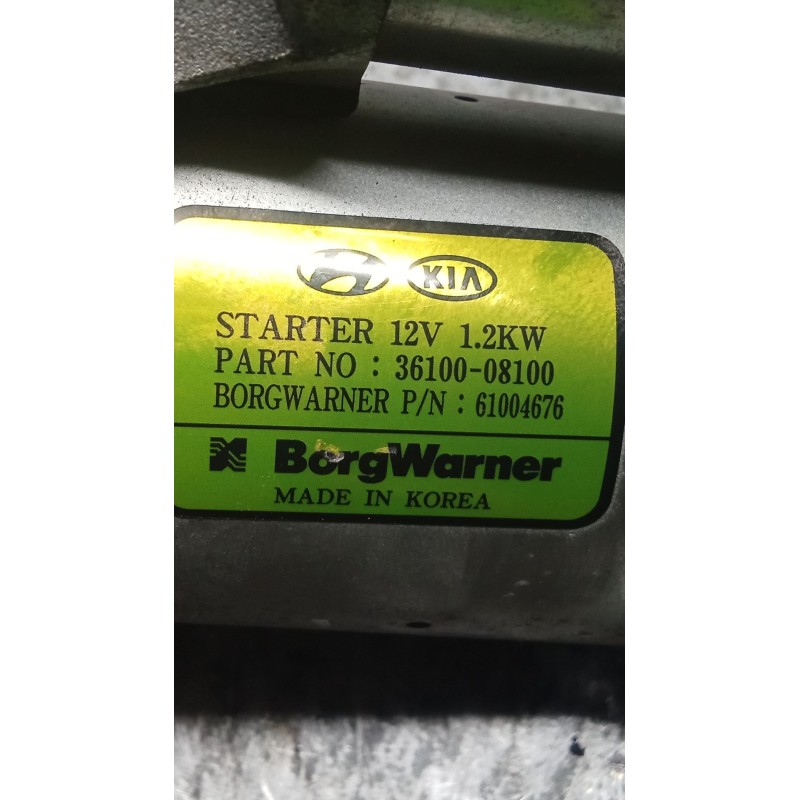 KIA
STARTER 12V 1.2KW
PART NO : 36100-08100
BORGWARNER P/N : 61004676
BorgWarner
MADE IN KOREA